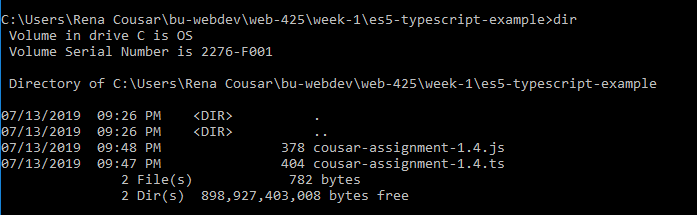 C:\Users\Rena Cousar\bu-webdev\web-425\week-1\es5-typescript-example>dir
 Volume in drive C is OS
 Volume Serial Number is 2276-F001

 Directory of C:\Users\Rena Cousar\bu-webdev\web-425\week-1\es5-typescript-example

07/13/2019  09:26 PM    <DIR>          .
07/13/2019  09:26 PM    <DIR>          ..
07/13/2019  09:48 PM               378 cousar-assignment-1.4.js
07/13/2019  09:47 PM               404 cousar-assignment-1.4.ts
               2 File(s)            782 bytes
               2 Dir(s)  898,927,403,008 bytes free